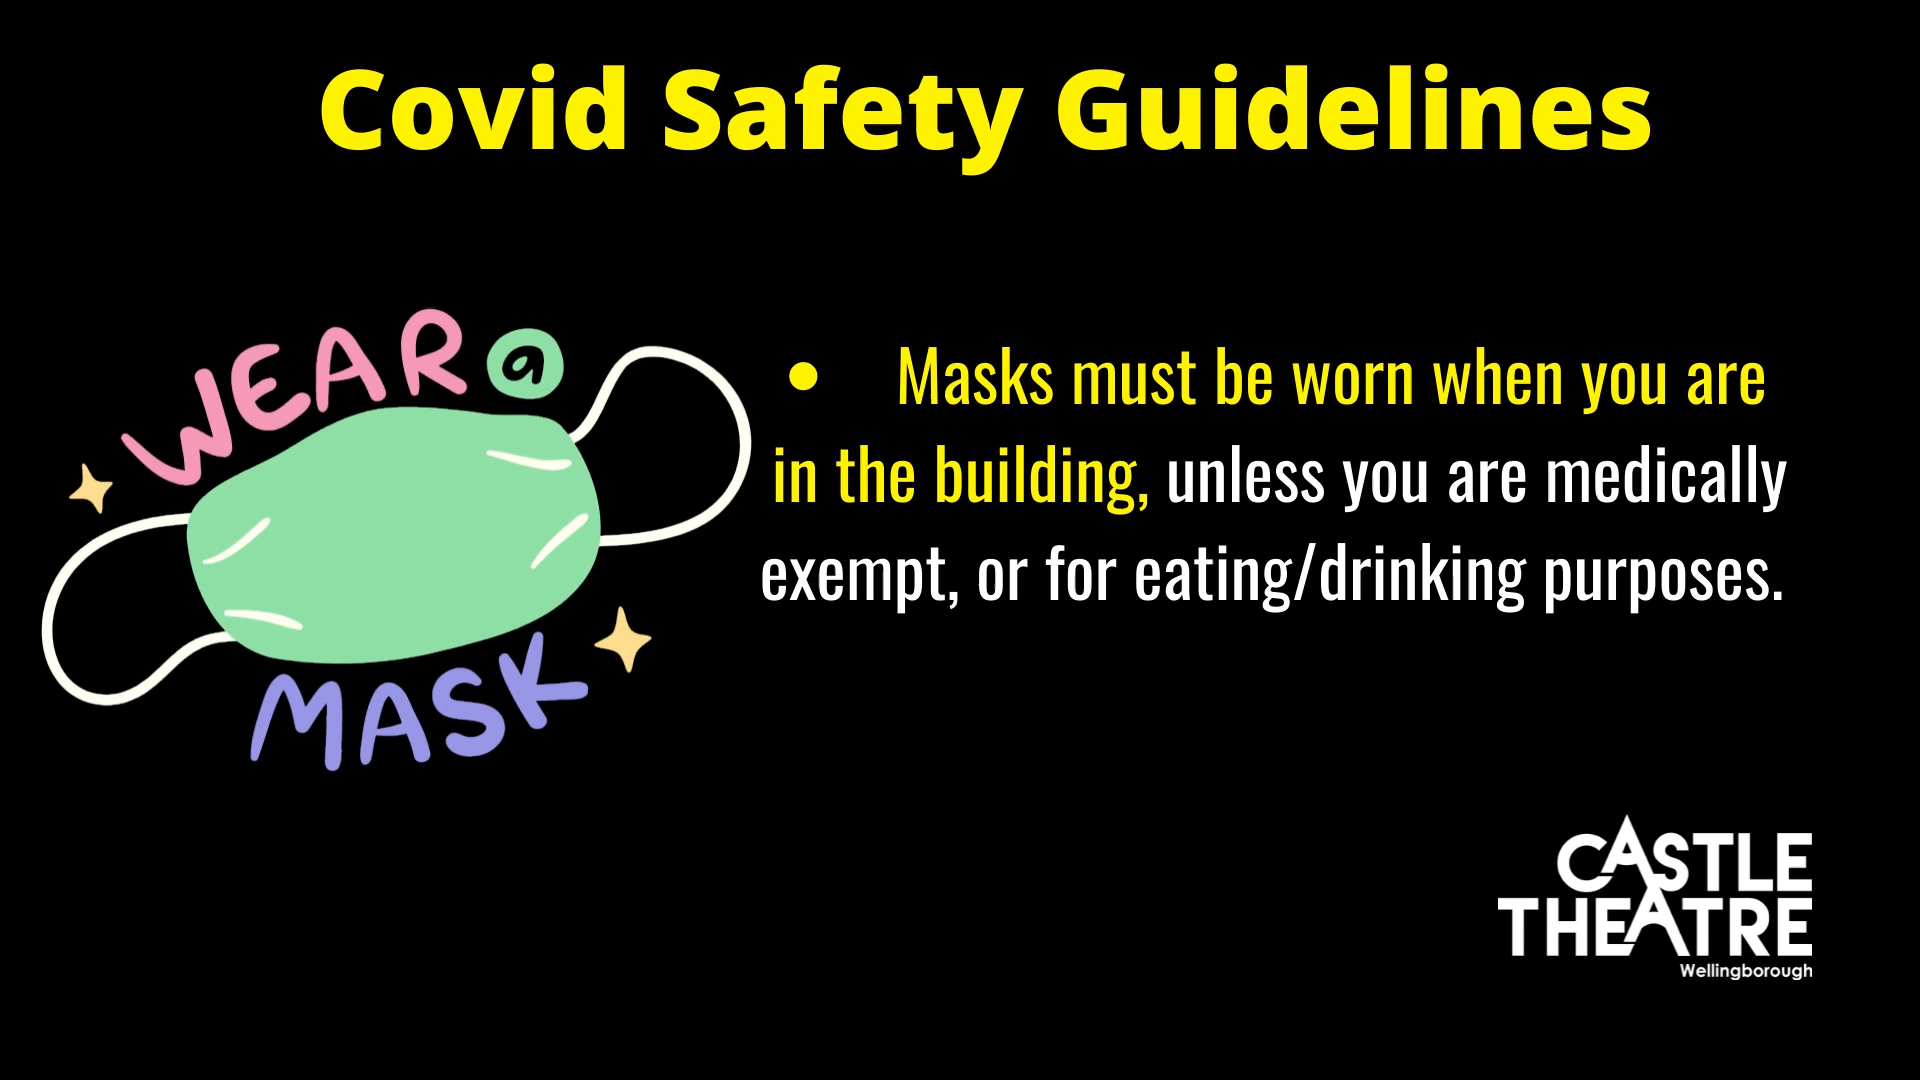 Covid Safety Guidelines
WEAR a
MASK
• Masks must be worn when you are
in the building, unless you are medically
exempt, or for eating/drinking purposes.
CASTLE
THEATRE
Wellingborough